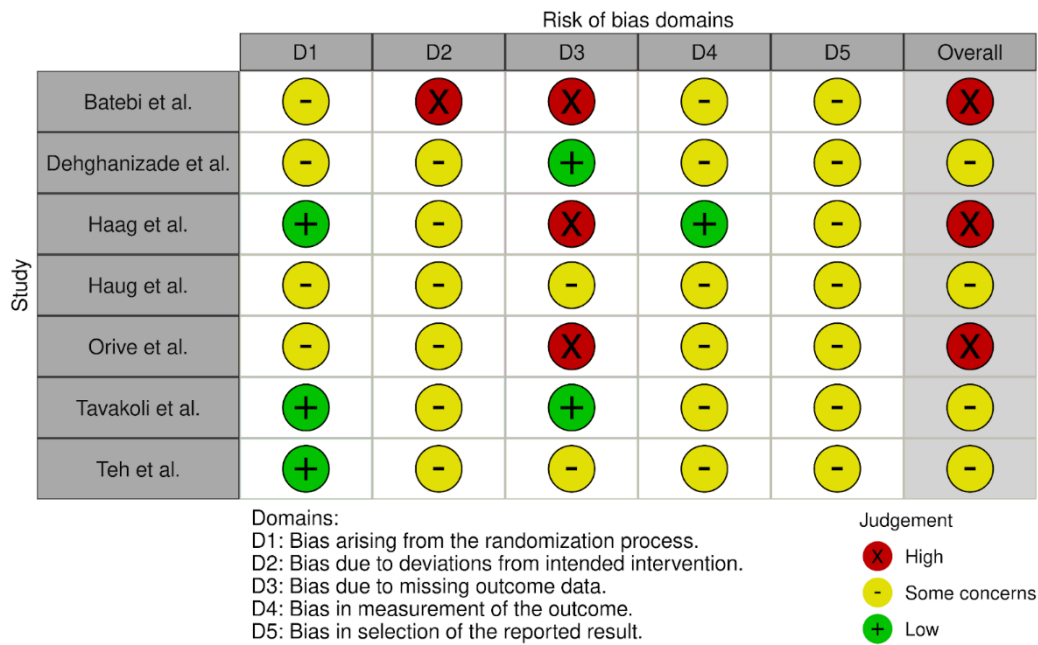 Risk of bias domains
D1 D2 D3 D4 D5 Overall
Study
Batebi et al. - X X - - X
Dehghanizade et al. - - + - - -
Haag et al. + - X + - X
Haug et al. - - - - - -
Orive et al. - - X - - X
Tavakoli et al. + - + - - -
Teh et al. + - - - - -
Domains:
D1: Bias arising from the randomization process.
D2: Bias due to deviations from intended intervention.
D3: Bias due to missing outcome data.
D4: Bias in measurement of the outcome.
D5: Bias in selection of the reported result.
Judgement
X High
- Some concerns
+ Low